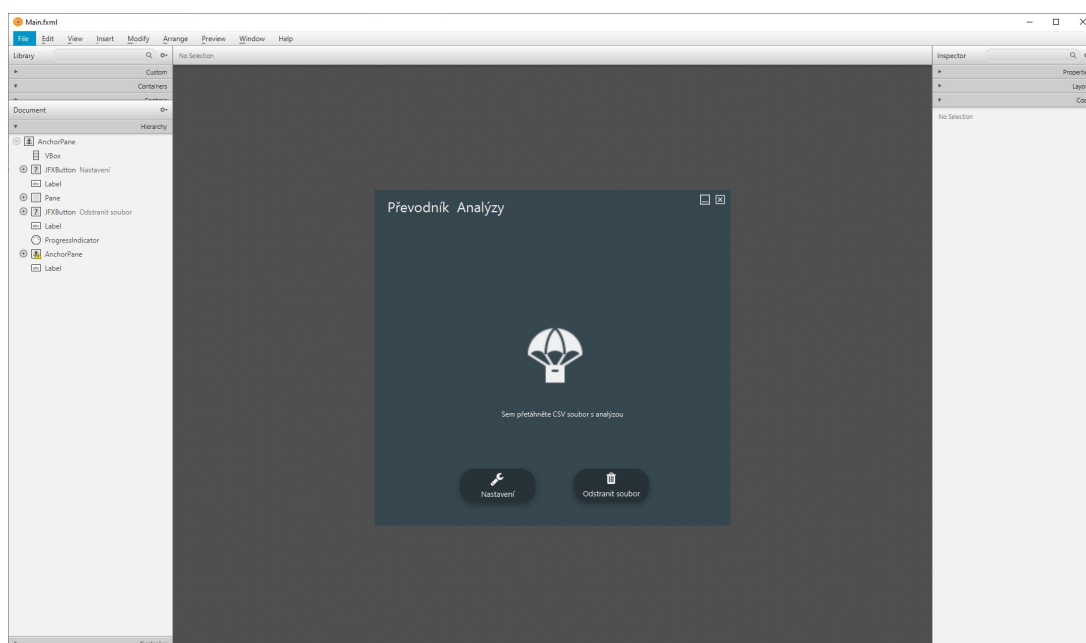 Main.fxml
File Edit View Insert Modify Arrange Preview Window Help
Library
No Selection
Inspector
Custom
Containers
Document
Hierarchy
AnchorPane
VBox
JFXButton Nastavení
Label
Pane
JFXButton Odstranit soubor
Label
ProgressIndicator
AnchorPane
Label
Převodník Analýzy
Sem přetáhněte CSV soubor s analýzou
Nastavení
Odstranit soubor
No Selection